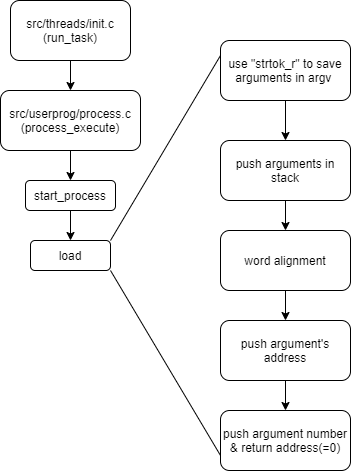 src/threads/init.c
(run_task)
src/userprog/process.c
(process_execute)
start_process
load
use "strtok_r" to save
arguments in argv
push arguments in
stack
word alignment
push argument's
address
push argument number
& return address(=0)